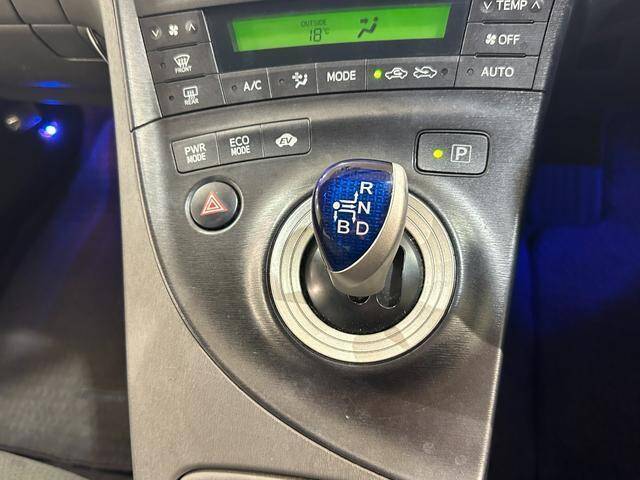 OUTSIDE
18°C
TEMP
OFF
FRONT
REAR
A/C
MODE
AUTO
PWR
MODE
ECO
MODE
EV
P
R
N
B D